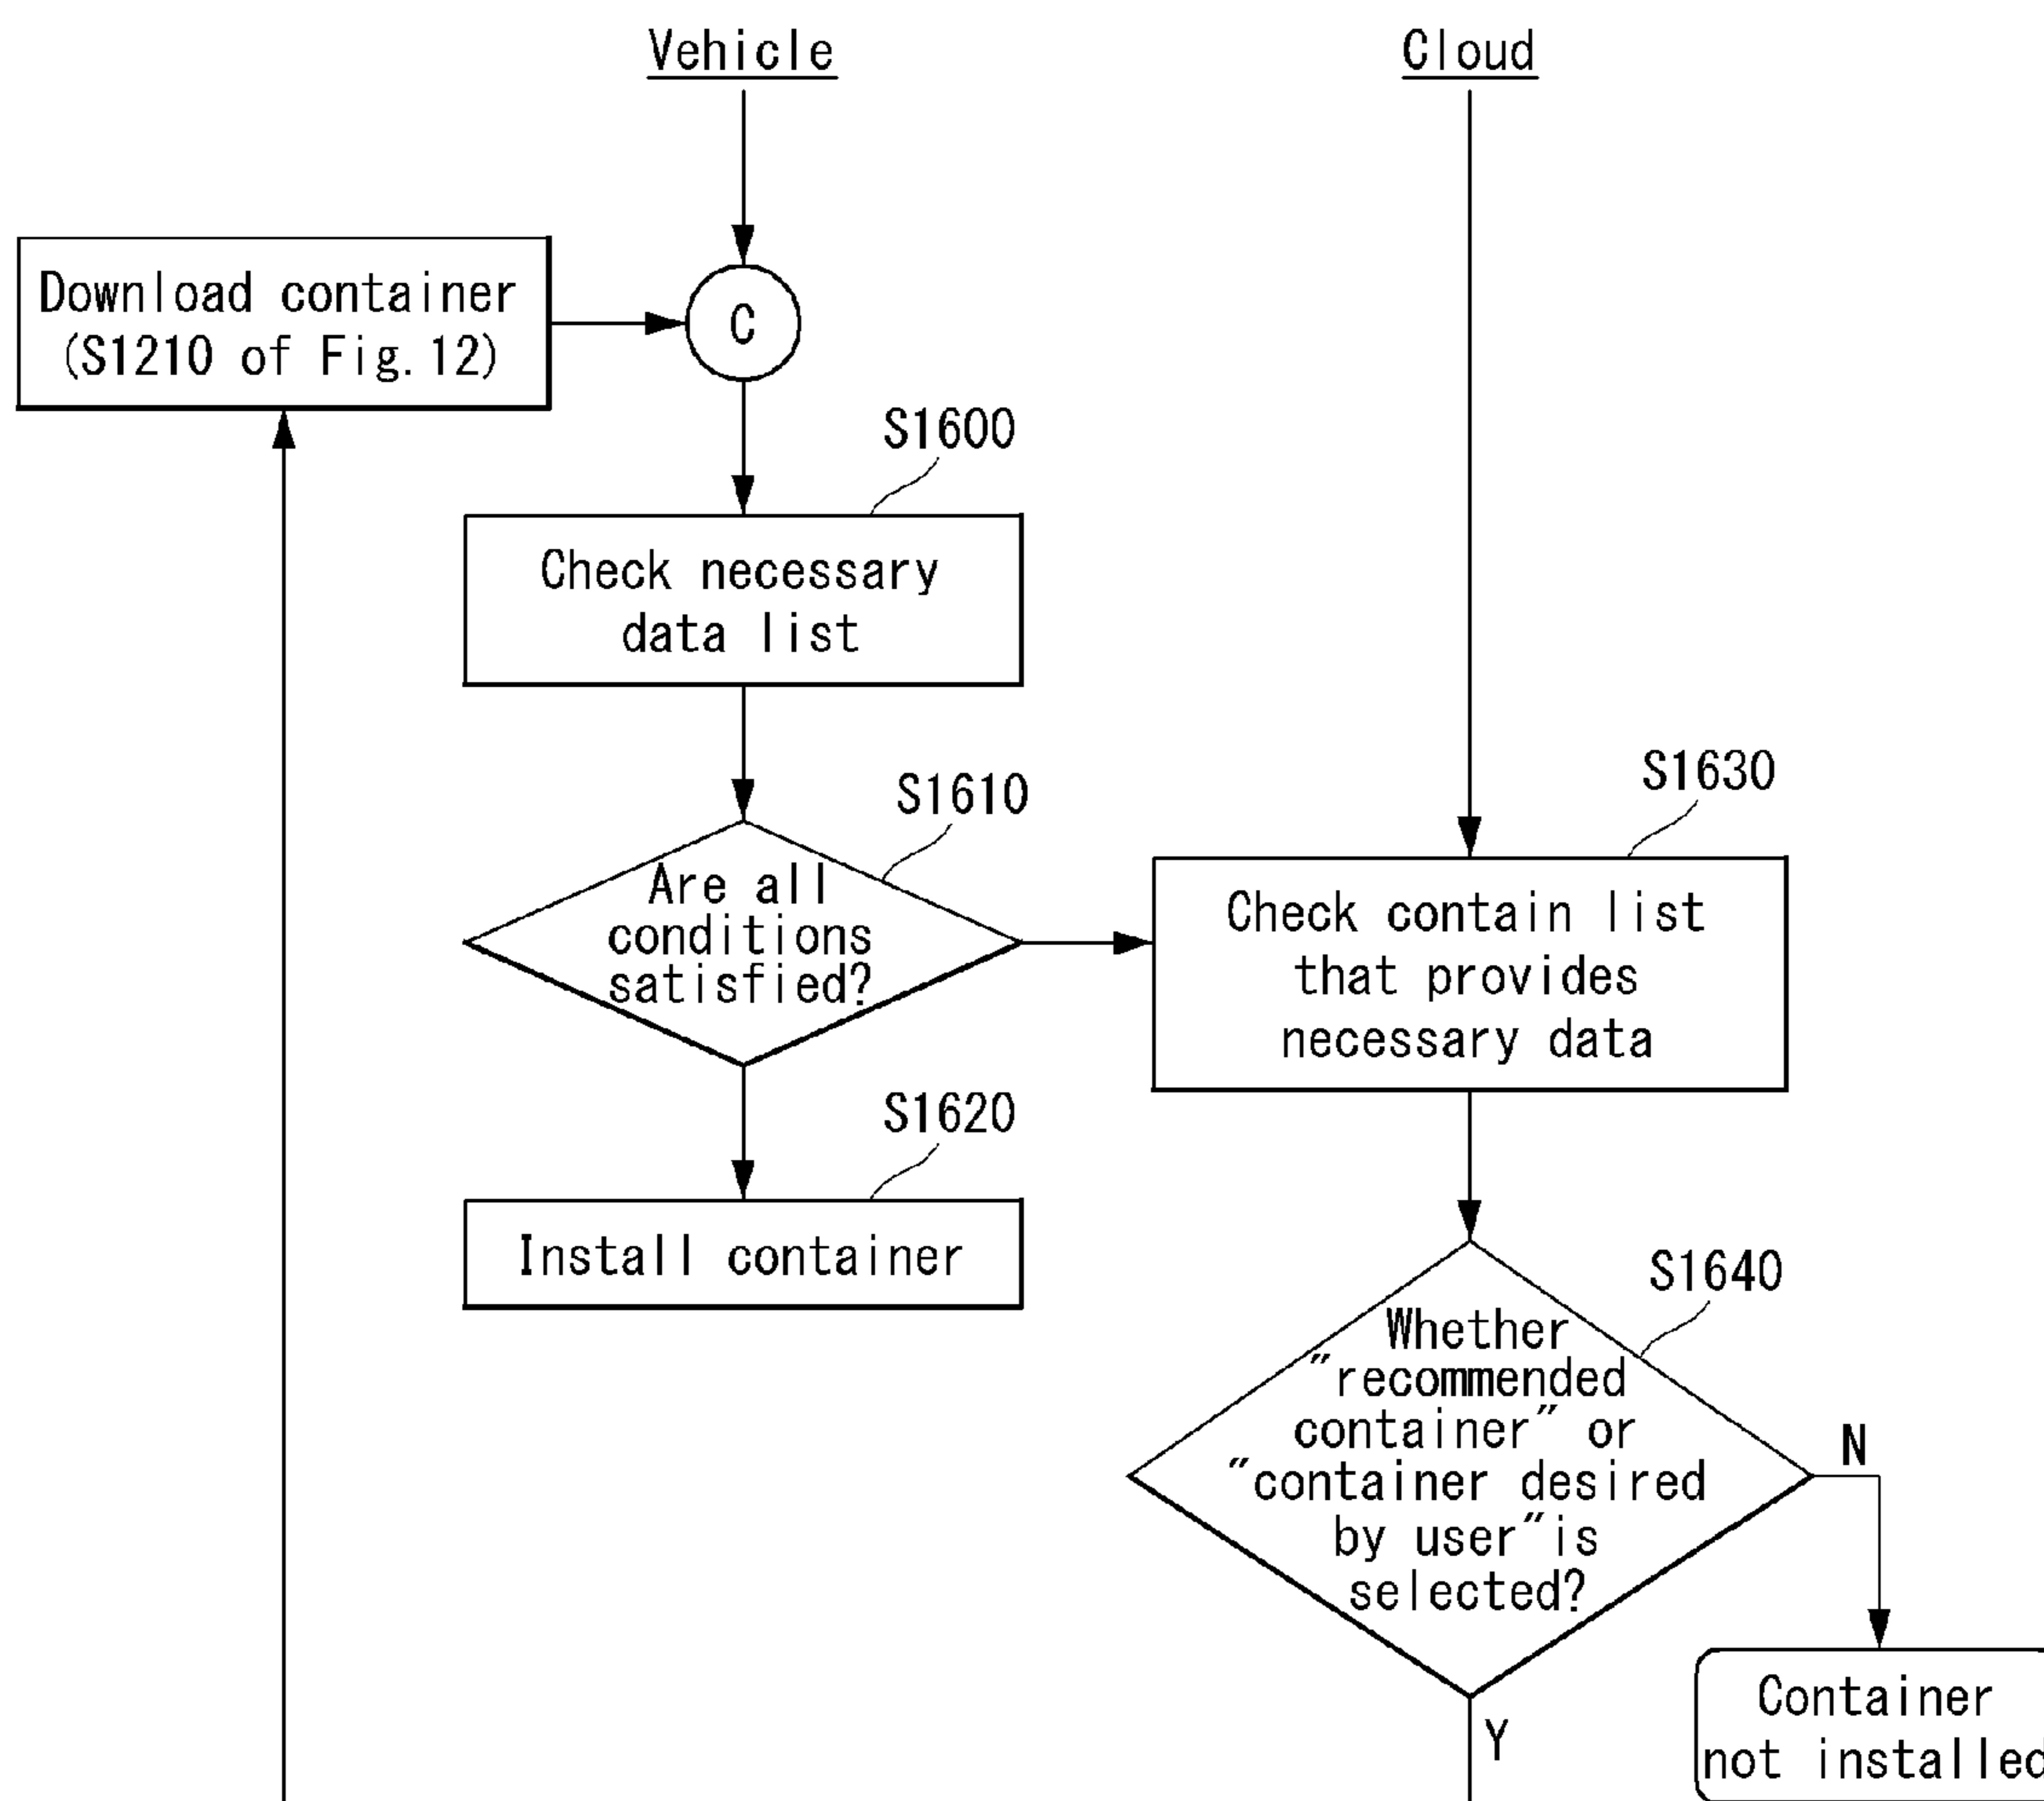 Vehicle
Cloud
Download container
(S1210 of Fig. 12)
C
S1600
Check necessary
data list
S1610
Are all
conditions
satisfied?
S1630
Check contain list
that provides
necessary data
S1620
Install container
S1640
Whether
"recommended
container" or
"container desired
by user"is
selected?
N
Y
Container
not installed